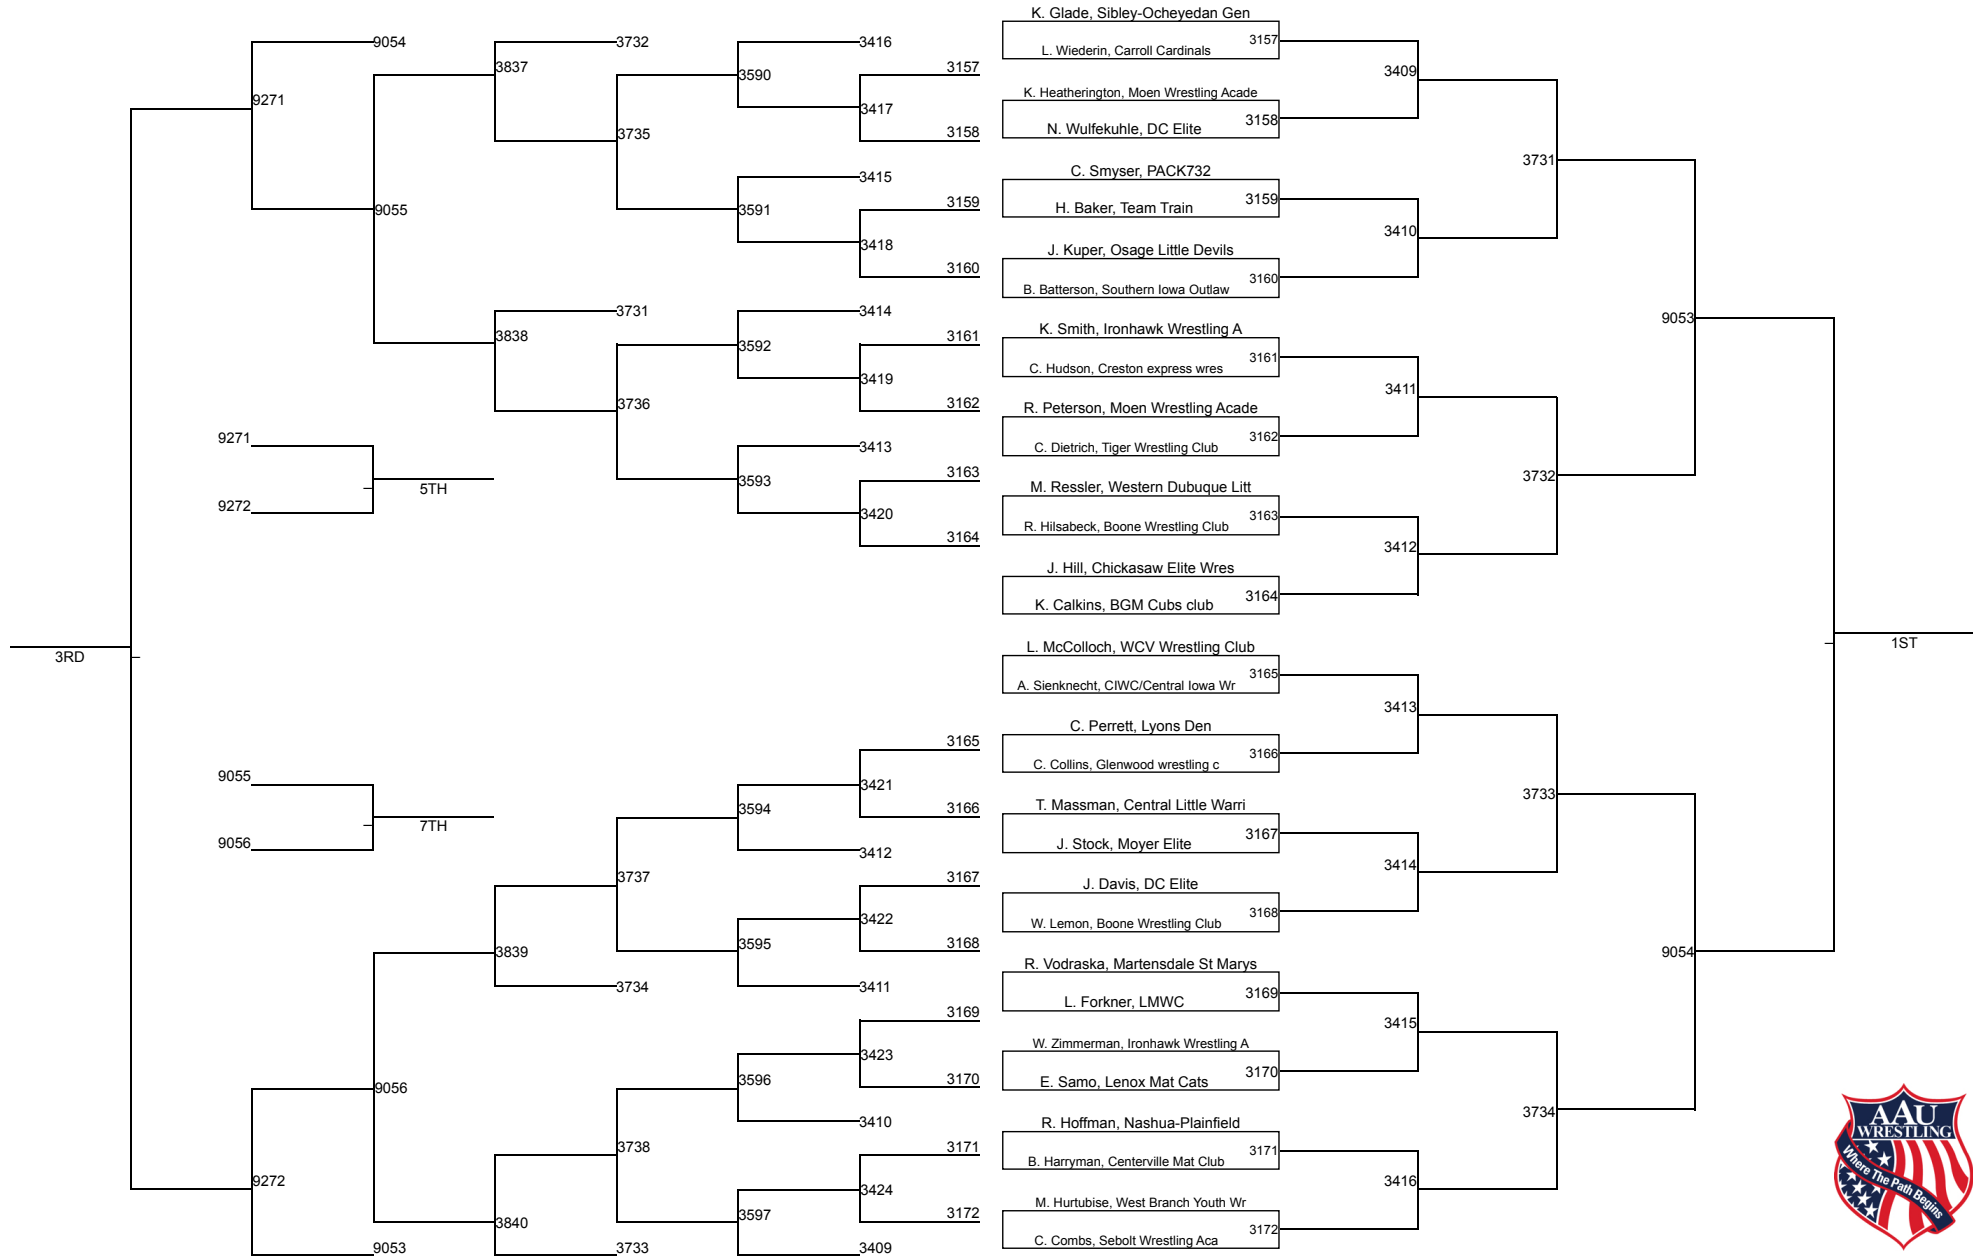 K. Glade, Sibley-Ocheyedan Gen
3157
L. Wiederin, Carroll Cardinals
K. Heatherington, Moen Wrestling Acade
3158
N. Wulfekuhle, DC Elite
C. Smyser, PACK732
3159
H. Baker, Team Train
J. Kuper, Osage Little Devils
3160
B. Batterson, Southern Iowa Outlaw
K. Smith, Ironhawk Wrestling A
3161
C. Hudson, Creston express wres
R. Peterson, Moen Wrestling Acade
3162
C. Dietrich, Tiger Wrestling Club
M. Ressler, Western Dubuque Litt
3163
R. Hilsabeck, Boone Wrestling Club
J. Hill, Chickasaw Elite Wres
3164
K. Calkins, BGM Cubs club
L. McColloch, WCV Wrestling Club
3165
A. Sienknecht, CIWC/Central Iowa Wr
C. Perrett, Lyons Den
3166
C. Collins, Glenwood wrestling c
T. Massman, Central Little Warri
3167
J. Stock, Moyer Elite
J. Davis, DC Elite
3168
W. Lemon, Boone Wrestling Club
R. Vodraska, Martensdale St Marys
3169
L. Forkner, LMWC
W. Zimmerman, Ironhawk Wrestling A
3170
E. Samo, Lenox Mat Cats
R. Hoffman, Nashua-Plainfield
3171
B. Harryman, Centerville Mat Club
M. Hurtubise, West Branch Youth Wr
3172
C. Combs, Sebolt Wrestling Aca
3409
3410
3411
3412
3413
3414
3415
3416
3731
3732
3733
3734
9053
9054
1ST
3157
3158
3159
3160
3161
3162
3163
3164
3165
3166
3167
3168
3169
3170
3171
3172
3416
3417
3415
3418
3414
3419
3413
3420
3421
3412
3422
3411
3423
3410
3424
3409
3590
3591
3592
3593
3594
3595
3596
3597
3732
3735
3731
3736
3737
3734
3738
3733
3837
3838
3839
3840
9054
9055
9056
9053
9271
9272
3RD
9271
9272
5TH
9055
9056
7TH
AAU
WRESTLING
Where The Path Begins